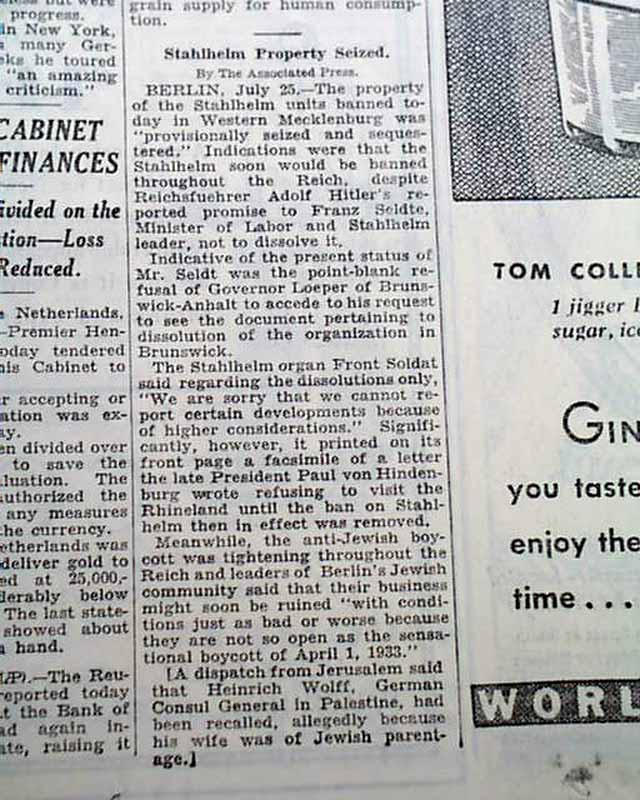 less but were
progress.
in New York,
many Ger-
eks he toured
"an amazing
criticism."
CABINET
FINANCES
ivided on the
tion—Loss
Reduced.
Netherlands,
—Premier Hen-
oday tendered
his Cabinet to
er accepting or
ation was ex-
ay.
en divided over
to save the
luation. The
authorized the
any measures
the currency.
etherlands was
deliver gold to
ed at 25,000,-
derably below
The last state-
showed about
a hand.
(AP).—The Reu-
reported today
t the Bank of
ad again in-
ate, raising it
grain supply for human consump-
tion.
Stahlhelm Property Seized.
By The Associated Press.
BERLIN, July 25.—The property
of the Stahlhelm units banned to-
day in Western Mecklenburg was
"provisionally seized and seques-
tered." Indications were that the
Stahlhelm soon would be banned
throughout the Reich, despite
Reichsfuehrer Adolf Hitler's re-
ported promise to Franz Seldte,
Minister of Labor and Stahlhelm
leader, not to dissolve it.
Indicative of the present status of
Mr. Seldt was the point-blank re-
fusal of Governor Loeper of Bruns-
wick-Anhalt to accede to his request
to see the document pertaining to
dissolution of the organization in
Brunswick.
The Stahlhelm organ Front Soldat
said regarding the dissolutions only,
"We are sorry that we cannot re-
port certain developments because
of higher considerations." Signifi-
cantly, however, it printed on its
front page a facsimile of a letter
the late President Paul von Hinden-
burg wrote refusing to visit the
Rhineland until the ban on Stahl-
helm then in effect was removed.
Meanwhile, the anti-Jewish boy-
cott was tightening throughout the
Reich and leaders of Berlin's Jewish
community said that their business
might soon be ruined "with condi-
tions just as bad or worse because
they are not so open as the sensa-
tional boycott of April 1, 1933."
[A dispatch from Jerusalem said
that Heinrich Wolff, German
Consul General in Palestine, had
been recalled, allegedly because
his wife was of Jewish parent-
age.]
TOM COLLI
1 jigger
sugar, ice
GIN
you taste
enjoy the
time...
WORL